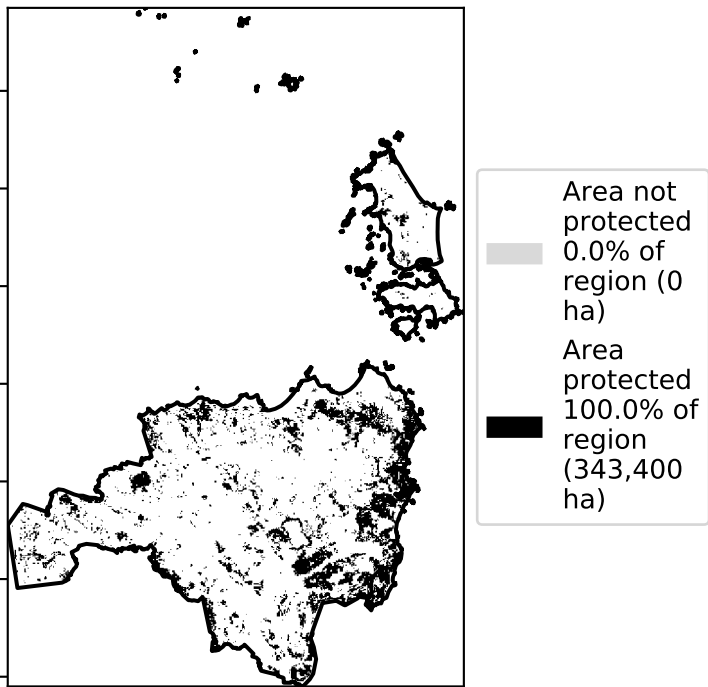 Area not
protected
0.0% of
region (0
ha)
Area
protected
100.0% of
region
(343,400
ha)